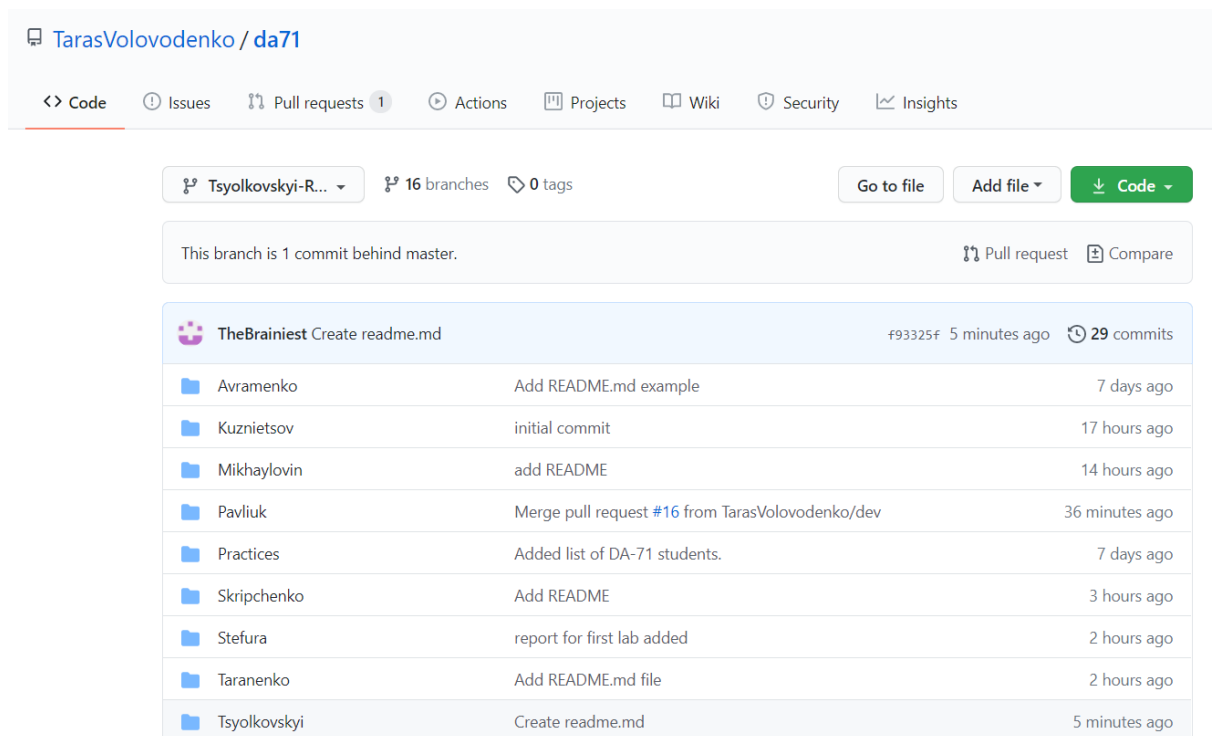 TarasVolovodenko / da71
Code Issues Pull requests 1 Actions Projects Wiki Security Insights
Tsyolkovskyi-R... 16 branches 0 tags Go to file Add file Code
This branch is 1 commit behind master. Pull request Compare
TheBrainiest Create readme.md f93325f 5 minutes ago 29 commits
Avramenko Add README.md example 7 days ago
Kuznietsov initial commit 17 hours ago
Mikhaylovin add README 14 hours ago
Pavliuk Merge pull request #16 from TarasVolovodenko/dev 36 minutes ago
Practices Added list of DA-71 students. 7 days ago
Skripchenko Add README 3 hours ago
Stefura report for first lab added 2 hours ago
Taranenko Add README.md file 2 hours ago
Tsyolkovskyi Create readme.md 5 minutes ago